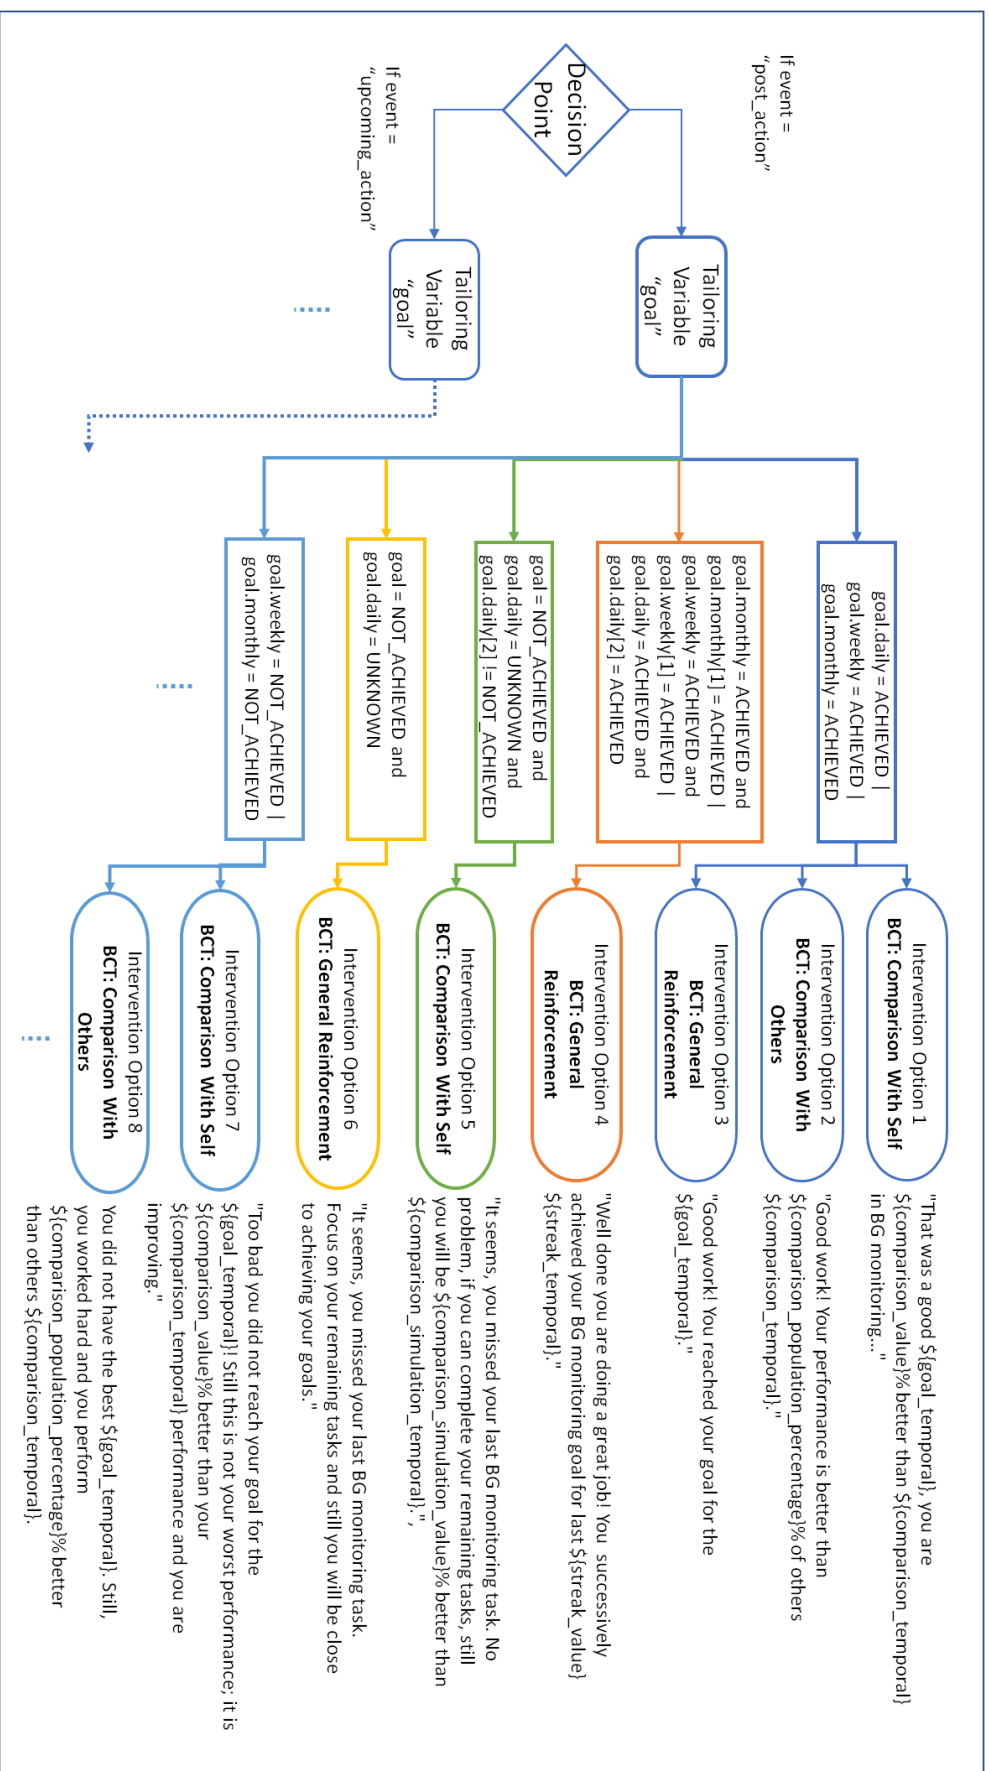 If event =
“post_action”
Decision
Point
If event =
“upcoming_action”
Tailoring
Variable
“goal”
Tailoring
Variable
“goal”
goal.daily = ACHIEVED |
goal.weekly = ACHIEVED |
goal.monthly = ACHIEVED
goal.monthly = ACHIEVED and
goal.monthly[1] = ACHIEVED |
goal.weekly = ACHIEVED and
goal.weekly[1] = ACHIEVED |
goal.daily = ACHIEVED and
goal.daily[2] = ACHIEVED
goal = NOT_ACHIEVED and
goal.daily = UNKNOWN and
goal.daily[2] != NOT_ACHIEVED
goal = NOT_ACHIEVED and
goal.daily = UNKNOWN
goal.weekly = NOT_ACHIEVED |
goal.monthly = NOT_ACHIEVED
Intervention Option 1
BCT: Comparison With Self
"That was a good ${goal_temporal}, you are
${comparison_value}% better than ${comparison_temporal}
in BG monitoring..."
Intervention Option 2
BCT: Comparison With
Others
"Good work! Your performance is better than
${comparison_population_percentage}% of others
${comparison_temporal}."
Intervention Option 3
BCT: General
Reinforcement
"Good work! You reached your goal for the
${goal_temporal}."
Intervention Option 4
BCT: General
Reinforcement
"Well done you are doing a great job! You successively
achieved your BG monitoring goal for last ${streak_value}
${streak_temporal}."
Intervention Option 5
BCT: Comparison With Self
"It seems, you missed your last BG monitoring task. No
problem, if you can complete your remaining tasks, still
you will be ${comparison_simulation_value}% better than
${comparison_simulation_temporal}.",
Intervention Option 6
BCT: General Reinforcement
"It seems, you missed your last BG monitoring task.
Focus on your remaining tasks and still you will be close
to achieving your goals."
Intervention Option 7
BCT: Comparison With Self
"Too bad you did not reach your goal for the
${goal_temporal}! Still this is not your worst performance; it is
${comparison_value}% better than your
${comparison_temporal} performance and you are
improving."
Intervention Option 8
BCT: Comparison With
Others
You did not have the best ${goal_temporal}. Still,
you worked hard and you perform
${comparison_population_percentage}% better
than others ${comparison_temporal}.